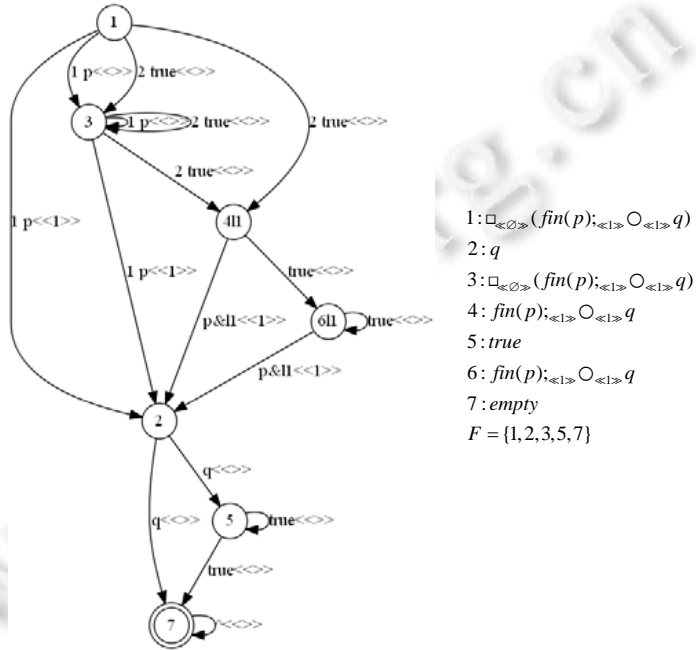 1
1 p<<>>
2 true<<>>
3
1 p<<>>
2 true<<>>
2 true<<>>
2 true<<>>
4l1
1 p<<1>>
1 p<<1>>
true<<>>
p&l1<<1>>
6l1
true<<>>
p&l1<<1>>
2
q<<>>
q<<>>
5
true<<>>
true<<>>
7
^<<>>
1:□≪∅≫(fin(p);≪1≫○≪1≫q)
2:q
3:□≪∅≫(fin(p);≪1≫○≪1≫q)
4:fin(p);≪1≫○≪1≫q
5:true
6:fin(p);≪1≫○≪1≫q
7:empty
F={1,2,3,5,7}
rg.cn